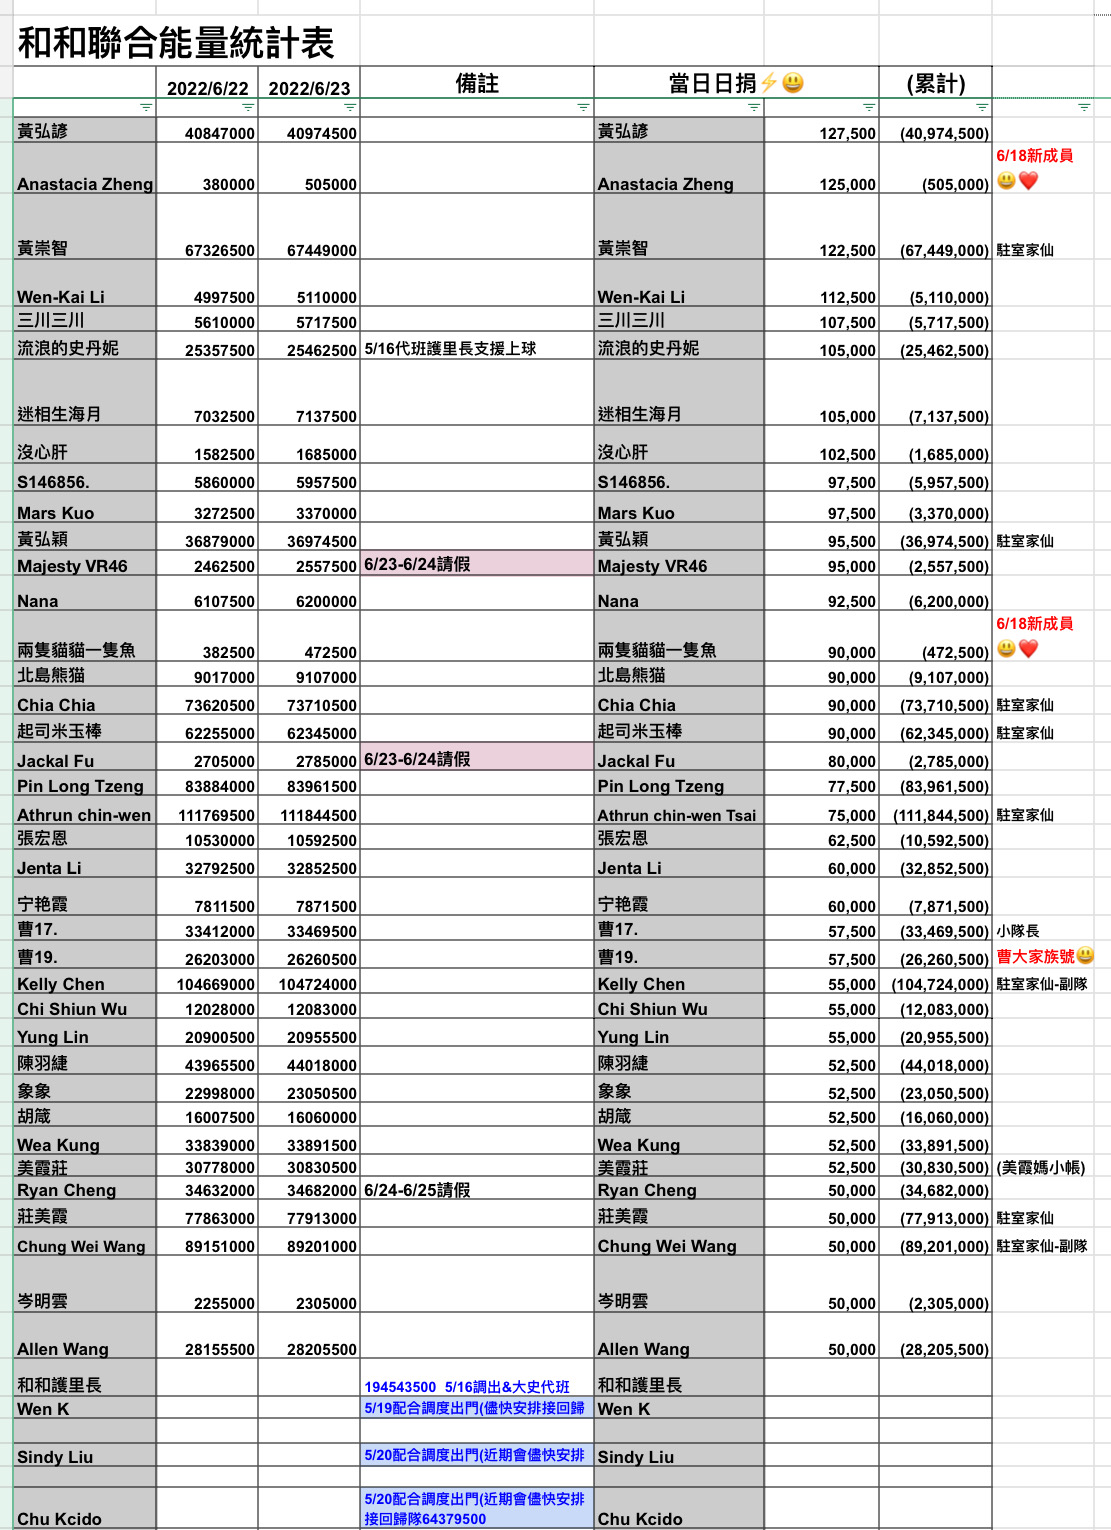 和和聯合能量統計表
2022/6/22 2022/6/23 備註 當日日捐⚡😃 (累計)
黃弘諺 40847000 40974500 黃弘諺 127,500 (40,974,500)
6/18新成員
Anastacia Zheng 380000 505000 Anastacia Zheng 125,000 (505,000) 😃❤️
黃崇智 67326500 67449000 黃崇智 122,500 (67,449,000) 駐室家仙
Wen-Kai Li 4997500 5110000 Wen-Kai Li 112,500 (5,110,000)
三川三川 5610000 5717500 三川三川 107,500 (5,717,500)
流浪的史丹妮 25357500 25462500 5/16代班護里長支援上球 流浪的史丹妮 105,000 (25,462,500)
迷相生海月 7032500 7137500 迷相生海月 105,000 (7,137,500)
沒心肝 1582500 1685000 沒心肝 102,500 (1,685,000)
S146856. 5860000 5957500 S146856. 97,500 (5,957,500)
Mars Kuo 3272500 3370000 Mars Kuo 97,500 (3,370,000)
黃弘穎 36879000 36974500 黃弘穎 95,500 (36,974,500) 駐室家仙
Majesty VR46 2462500 2557500 6/23-6/24請假 Majesty VR46 95,000 (2,557,500)
Nana 6107500 6200000 Nana 92,500 (6,200,000)
6/18新成員
兩隻貓貓一隻魚 382500 472500 兩隻貓貓一隻魚 90,000 (472,500) 😃❤️
北島熊猫 9017000 9107000 北島熊猫 90,000 (9,107,000)
Chia Chia 73620500 73710500 Chia Chia 90,000 (73,710,500) 駐室家仙
起司米玉棒 62255000 62345000 起司米玉棒 90,000 (62,345,000) 駐室家仙
Jackal Fu 2705000 2785000 6/23-6/24請假 Jackal Fu 80,000 (2,785,000)
Pin Long Tzeng 83884000 83961500 Pin Long Tzeng 77,500 (83,961,500)
Athrun chin-wen 111769500 111844500 Athrun chin-wen Tsai 75,000 (111,844,500) 駐室家仙
張宏恩 10530000 10592500 張宏恩 62,500 (10,592,500)
Jenta Li 32792500 32852500 Jenta Li 60,000 (32,852,500)
宁艳霞 7811500 7871500 宁艳霞 60,000 (7,871,500)
曹17. 33412000 33469500 曹17. 57,500 (33,469,500) 小隊長
曹19. 26203000 26260500 曹19. 57,500 (26,260,500) 曹大家族號😃
Kelly Chen 104669000 104724000 Kelly Chen 55,000 (104,724,000) 駐室家仙-副隊
Chi Shiun Wu 12028000 12083000 Chi Shiun Wu 55,000 (12,083,000)
Yung Lin 20900500 20955500 Yung Lin 55,000 (20,955,500)
陳羽緁 43965500 44018000 陳羽緁 52,500 (44,018,000)
象象 22998000 23050500 象象 52,500 (23,050,500)
胡箴 16007500 16060000 胡箴 52,500 (16,060,000)
Wea Kung 33839000 33891500 Wea Kung 52,500 (33,891,500)
美霞莊 30778000 30830500 美霞莊 52,500 (30,830,500) (美霞媽小帳)
Ryan Cheng 34632000 34682000 6/24-6/25請假 Ryan Cheng 50,000 (34,682,000)
莊美霞 77863000 77913000 莊美霞 50,000 (77,913,000) 駐室家仙
Chung Wei Wang 89151000 89201000 Chung Wei Wang 50,000 (89,201,000) 駐室家仙-副隊
岑明雲 2255000 2305000 岑明雲 50,000 (2,305,000)
Allen Wang 28155500 28205500 Allen Wang 50,000 (28,205,500)
和和護里長 194543500 5/16調出&大史代班 和和護里長
Wen K 5/19配合調度出門(儘快安排接回歸 Wen K
Sindy Liu 5/20配合調度出門(近期會儘快安排 Sindy Liu
5/20配合調度出門(近期會儘快安排
Chu Kcido 接回歸隊64379500 Chu Kcido